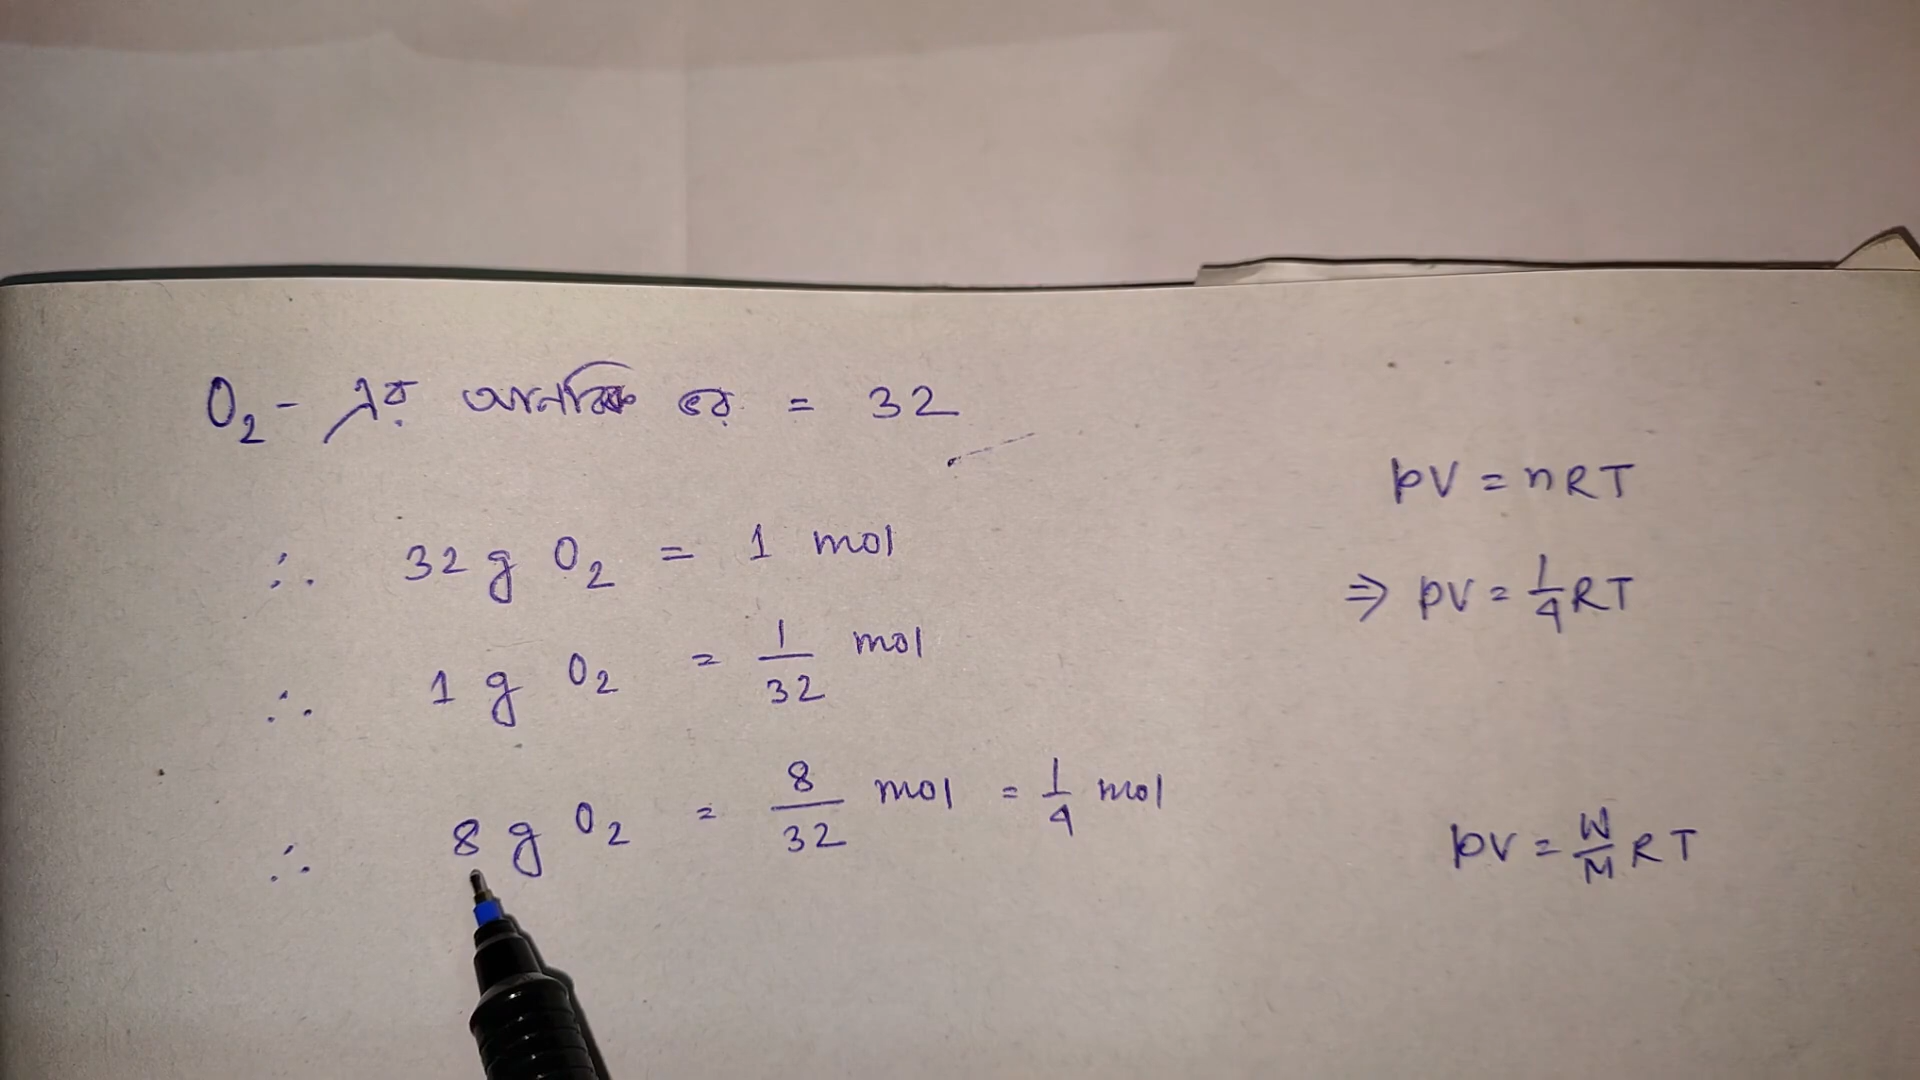 O₂ - এর আনবিক ভর = 32
∴ 32 g O₂ = 1 mol
∴ 1 g O₂ = 1/32 mol
∴ 8 g O₂ = 8/32 mol = 1/4 mol
PV = nRT
⇒ PV = 1/4 RT
PV = W/M RT